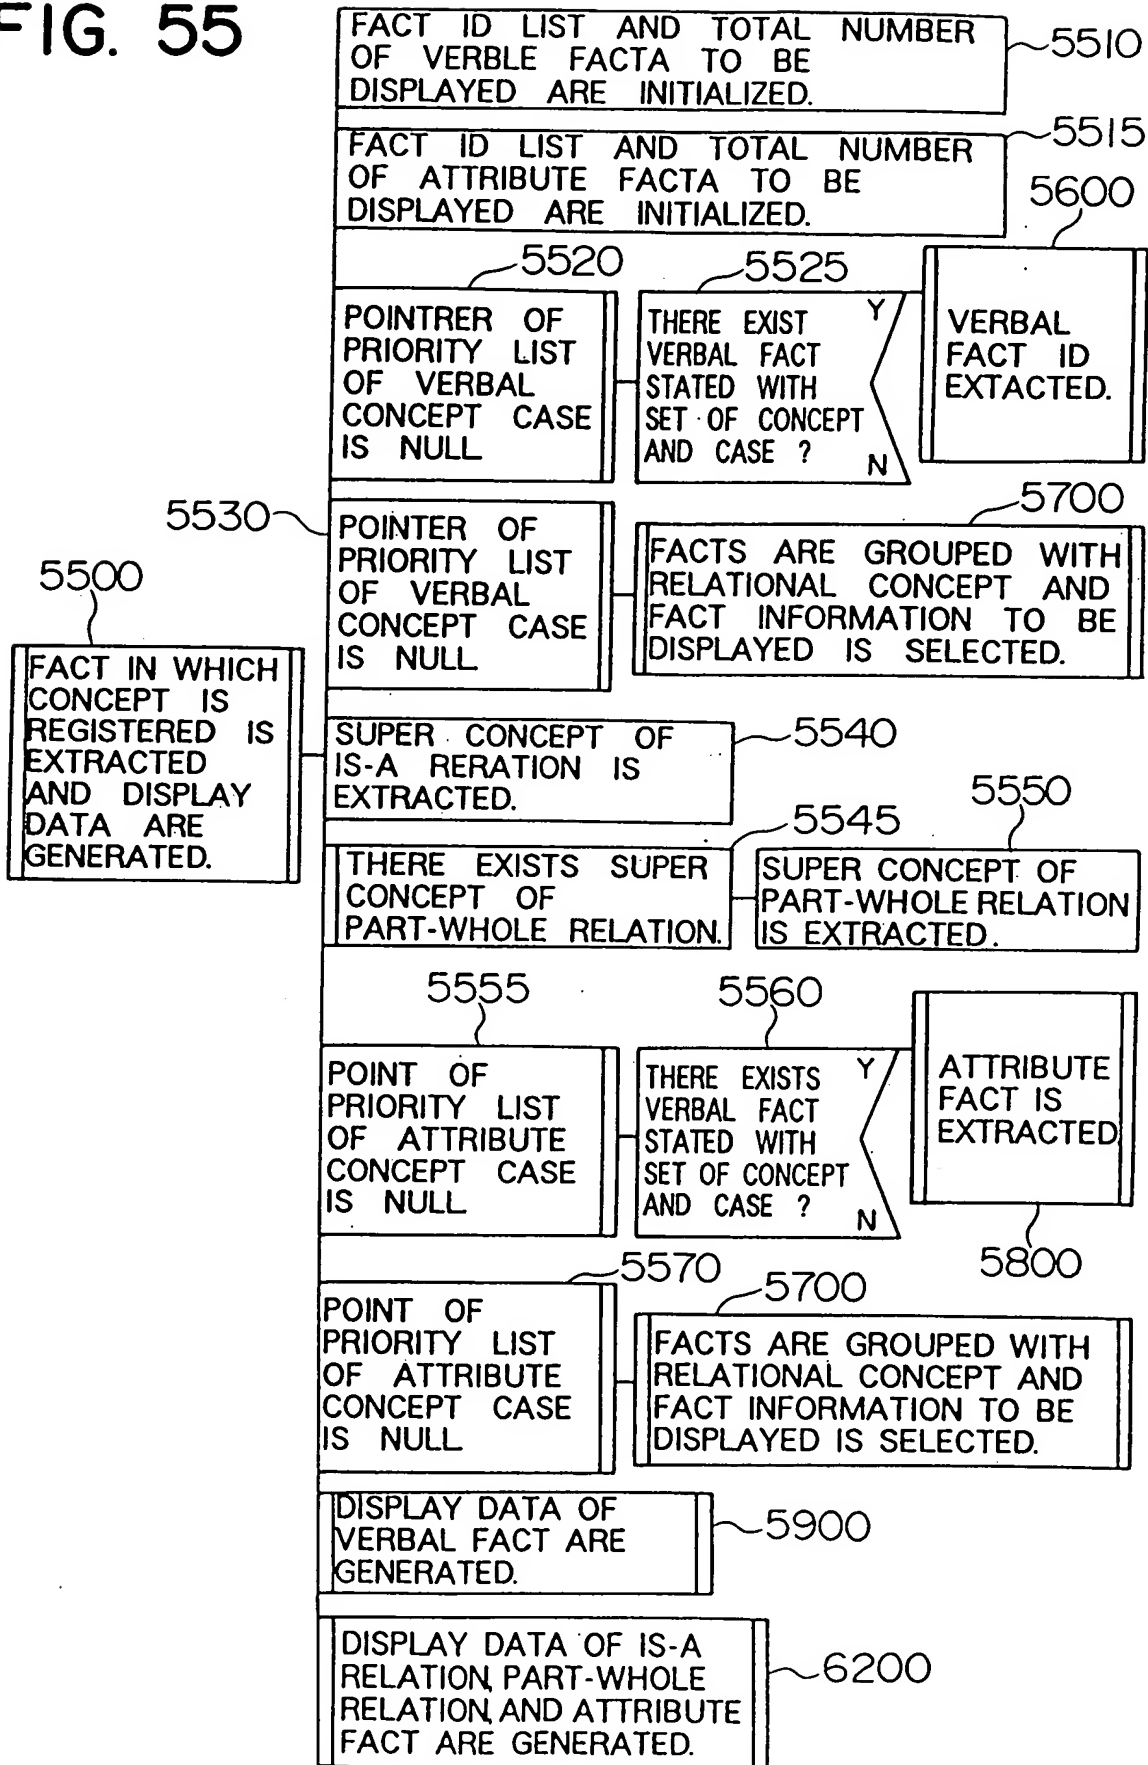 FIG. 55
FACT ID LIST AND TOTAL NUMBER
OF VERBLE FACTA TO BE
DISPLAYED ARE INITIALIZED.
5510
FACT ID LIST AND TOTAL NUMBER
OF ATTRIBUTE FACTA TO BE
DISPLAYED ARE INITIALIZED.
5515
5520
POINTRER OF
PRIORITY LIST
OF VERBAL
CONCEPT CASE
IS NULL
5525
THERE EXIST
VERBAL FACT
STATED WITH
SET OF CONCEPT
AND CASE ?
Y
N
5600
VERBAL
FACT ID
EXTACTED.
5530
POINTER OF
PRIORITY LIST
OF VERBAL
CONCEPT CASE
IS NULL
5700
FACTS ARE GROUPED WITH
RELATIONAL CONCEPT AND
FACT INFORMATION TO BE
DISPLAYED IS SELECTED.
5500
FACT IN WHICH
CONCEPT IS
REGISTERED IS
EXTRACTED
AND DISPLAY
DATA ARE
GENERATED.
SUPER CONCEPT OF
IS-A RERATION IS
EXTRACTED.
5540
5545
THERE EXISTS SUPER
CONCEPT OF
PART-WHOLE RELATION.
5550
SUPER CONCEPT OF
PART-WHOLE RELATION
IS EXTRACTED.
5555
POINT OF
PRIORITY LIST
OF ATTRIBUTE
CONCEPT CASE
IS NULL
5560
THERE EXISTS
VERBAL FACT
STATED WITH
SET OF CONCEPT
AND CASE ?
Y
N
ATTRIBUTE
FACT IS
EXTRACTED
5800
5570
POINT OF
PRIORITY LIST
OF ATTRIBUTE
CONCEPT CASE
IS NULL
5700
FACTS ARE GROUPED WITH
RELATIONAL CONCEPT AND
FACT INFORMATION TO BE
DISPLAYED IS SELECTED.
DISPLAY DATA OF
VERBAL FACT ARE
GENERATED.
5900
DISPLAY DATA OF IS-A
RELATION, PART-WHOLE
RELATION, AND ATTRIBUTE
FACT ARE GENERATED.
6200